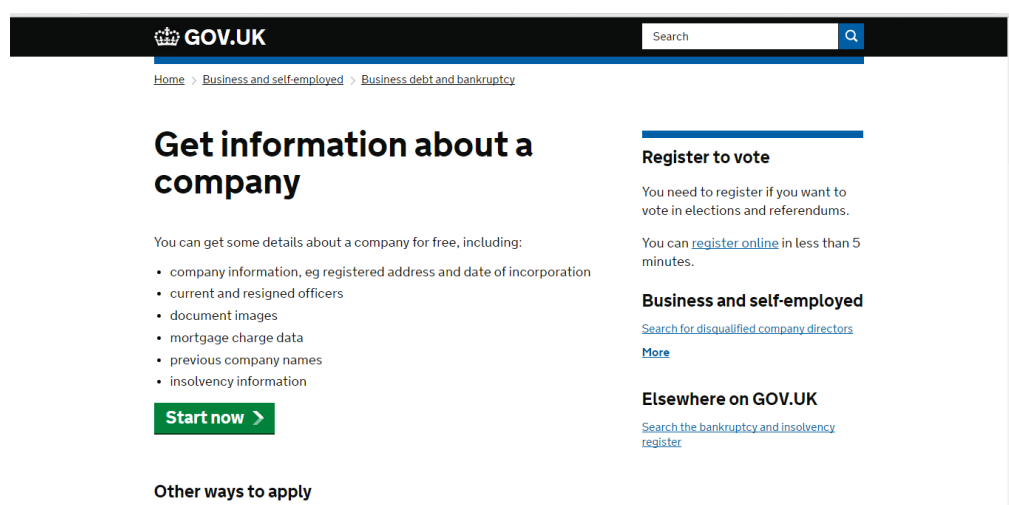 GOV.UK
Search
Home > Business and self-employed > Business debt and bankruptcy
Get information about a
company
You can get some details about a company for free, including:
• company information, eg registered address and date of incorporation
• current and resigned officers
• document images
• mortgage charge data
• previous company names
• insolvency information
Start now >
Other ways to apply
Register to vote
You need to register if you want to
vote in elections and referendums.
You can register online in less than 5
minutes.
Business and self-employed
Search for disqualified company directors
More
Elsewhere on GOV.UK
Search the bankruptcy and insolvency
register